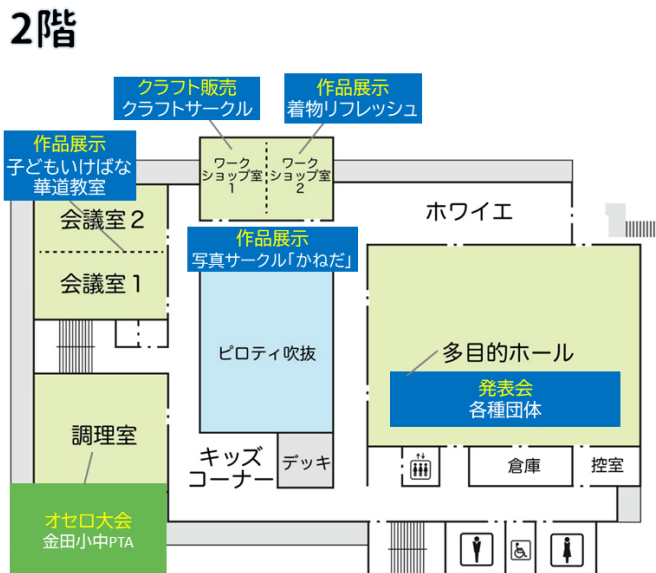 2階
クラフト販売
クラフトサークル
作品展示
着物リフレッシュ
作品展示
子どもいけばな
華道教室
ワーク
ショップ室
1
ワーク
ショップ室
2
会議室2
ホワイエ
作品展示
写真サークル「かねだ」
会議室1
ピロティ吹抜
多目的ホール
発表会
各種団体
調理室
キッズ
コーナー
デッキ
倉庫
控室
オセロ大会
金田小中PTA